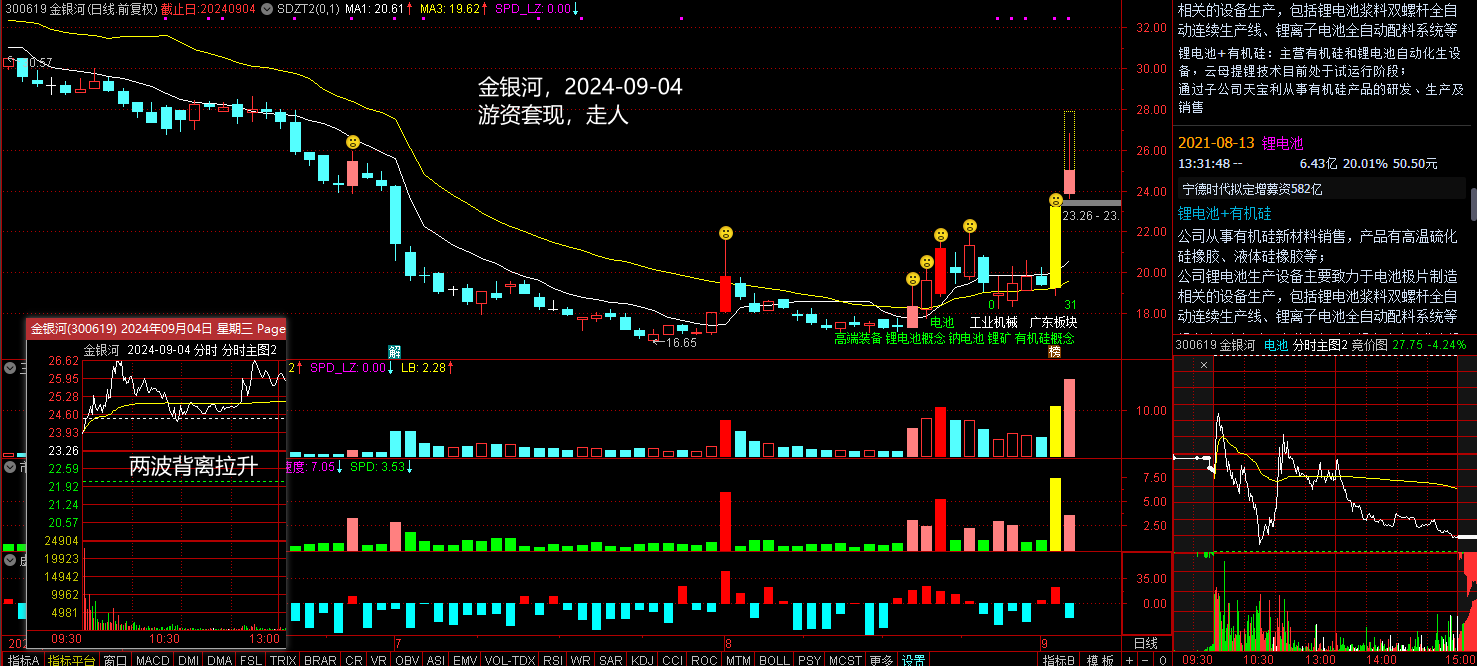 300619 金银河(日线.前复权) 截止日:20240904 SDZT2(0,1) MA1: 20.61↑ MA3: 19.62↑ SPD_LZ: 0.00↓
32.00
30.00
28.00
26.00
24.00
22.00
20.00
18.00
金银河，2024-09-04
游资套现，走人
23.26 - 23.
0
31
电池 工业机械 广东板块
高端装备 锂电池概念 钠电池 锂矿 有机硅概念
←16.65
解
榜
金银河(300619) 2024年09月04日 星期三 Page
金银河 2024-09-04 分时 分时主图2
26.62
25.95
25.28
24.60
23.93
23.26
22.59
21.92
21.24
20.57
24904
19923
14942
9962
4981
两波背离拉升
09:30 10:30 13:00
2↑ SPD_LZ: 0.00↓ LB: 2.28↑
10.00
速度: 7.05↓ SPD: 3.53↓
7.50
5.00
2.50
35.00
0.00
7 8 9 日线
指标A 指标平台 窗口 MACD DMI DMA FSL TRIX BRAR CR VR OBV ASI EMV VOL-TDX RSI WR SAR KDJ CCI ROC MTM BOLL PSY MCST 更多 设置 指标B 模板 + - 0
相关的设备生产，包括锂电池浆料双螺杆全自
动连续生产线、锂离子电池全自动配料系统等
锂电池+有机硅：主营有机硅和锂电池自动化生设
备，云母提锂技术目前处于试运行阶段；
通过子公司天宝利从事有机硅产品的研发、生产及
销售
2021-08-13 锂电池
13:31:48 -- 6.43亿 20.01% 50.50元
宁德时代拟定增募资582亿
锂电池+有机硅
公司从事有机硅新材料销售，产品有高温硫化
硅橡胶、液体硅橡胶等；
公司锂电池生产设备主要致力于电池极片制造
相关的设备生产，包括锂电池浆料双螺杆全自
动连续生产线、锂离子电池全自动配料系统等
300619 金银河 电池 分时主图2 竞价图 27.75 -4.24%
×
09:30 10:30 13:00 14:00 15:0